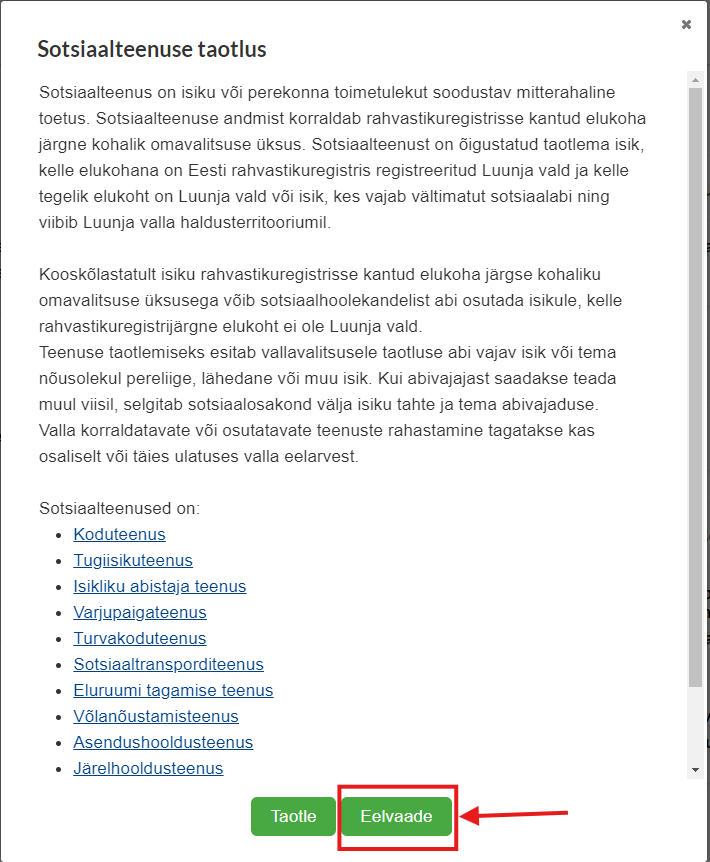 Sotsiaalteenuse taotlus
Sotsiaalteenus on isiku või perekonna toimetulekut soodustav mitterahaline
toetus. Sotsiaalteenuse andmist korraldab rahvastikuregistrisse kantud elukoha
järgne kohalik omavalitsuse üksus. Sotsiaalteenust on õigustatud taotlema isik,
kelle elukohana on Eesti rahvastikuregistris registreeritud Luunja vald ja kelle
tegelik elukoht on Luunja vald või isik, kes vajab vältimatut sotsiaalabi ning
viibib Luunja valla haldusterritooriumil.
Kooskõlastatult isiku rahvastikuregistrisse kantud elukoha järgse kohaliku
omavalitsuse üksusega võib sotsiaalhoolekandelist abi osutada isikule, kelle
rahvastikuregistrijärgne elukoht ei ole Luunja vald.
Teenuse taotlemiseks esitab vallavalitsusele taotluse abi vajav isik või tema
nõusolekul pereliige, lähedane või muu isik. Kui abivajajast saadakse teada
muul viisil, selgitab sotsiaalosakond välja isiku tahte ja tema abivajaduse.
Valla korraldatavate või osutatavate teenuste rahastamine tagatakse kas
osaliselt või täies ulatuses valla eelarvest.
Sotsiaalteenused on:
• Koduteenus
• Tugiisikuteenus
• Isikliku abistaja teenus
• Varjupaigateenus
• Turvakoduteenus
• Sotsiaaltransporditeenus
• Eluruumi tagamise teenus
• Võlanõustamisteenus
• Asendushooldusteenus
• Järelhooldusteenus
Taotle Eelvaade